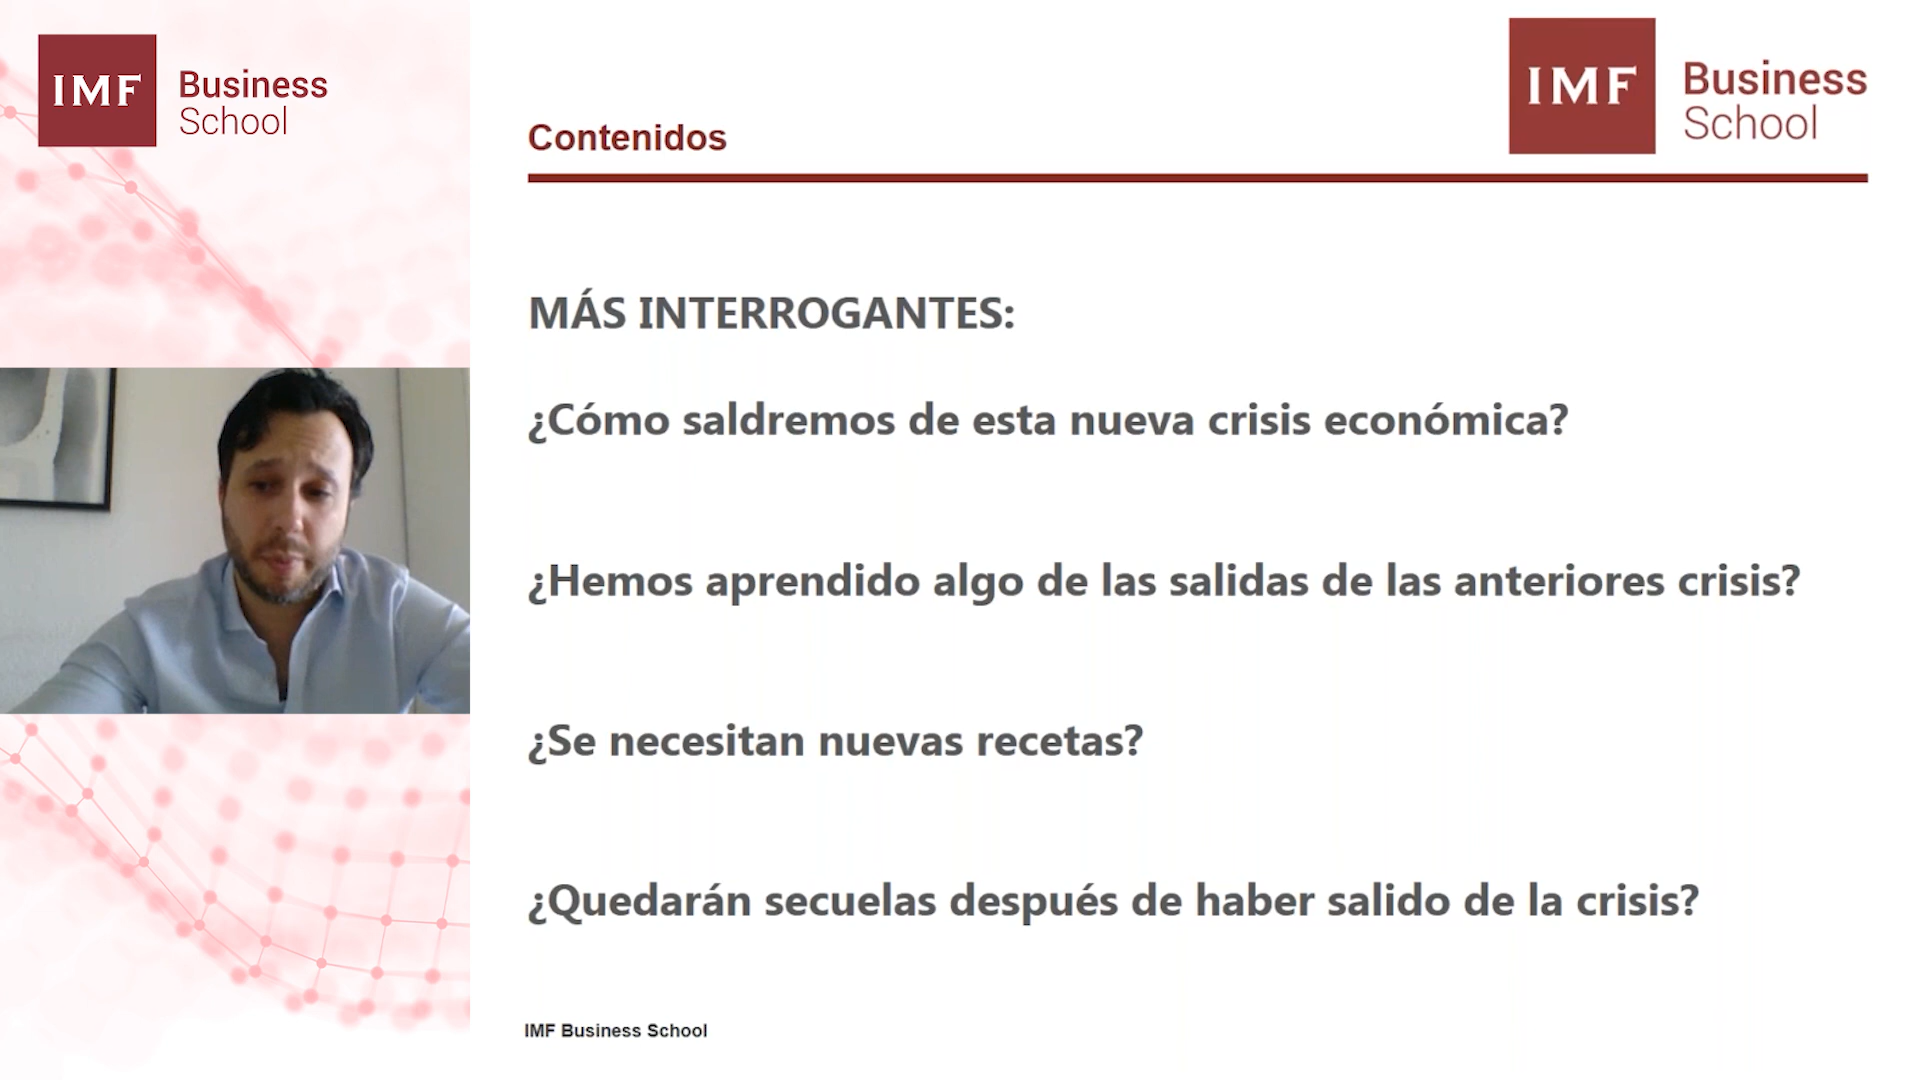 IMF
Business
School
IMF
Business
School
Contenidos
MÁS INTERROGANTES:
¿Cómo saldremos de esta nueva crisis económica?
¿Hemos aprendido algo de las salidas de las anteriores crisis?
¿Se necesitan nuevas recetas?
¿Quedarán secuelas después de haber salido de la crisis?
IMF Business School